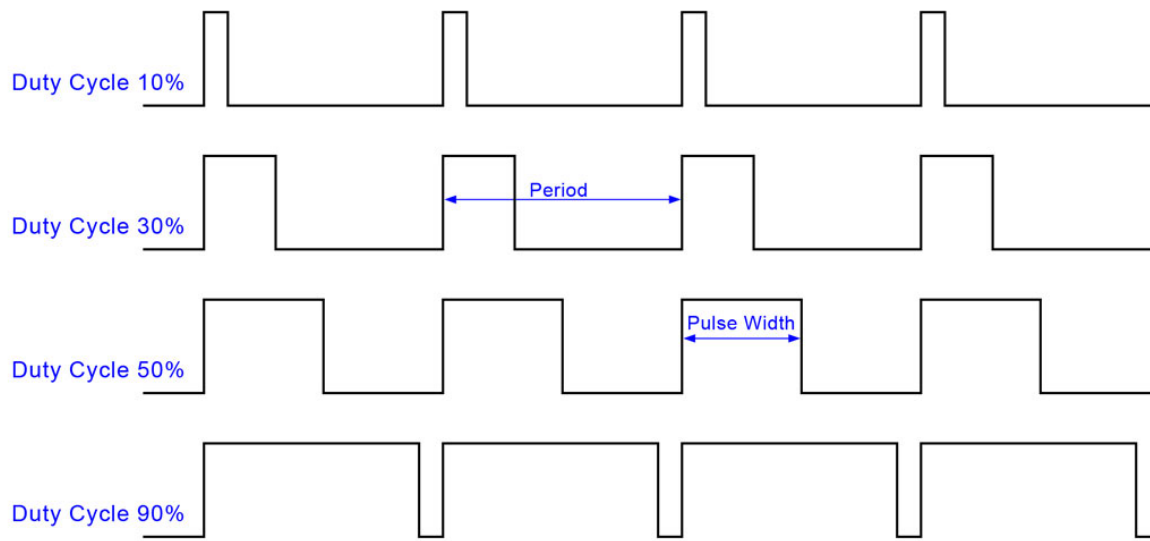 Duty Cycle 10%
Period
Duty Cycle 30%
Pulse Width
Duty Cycle 50%
Duty Cycle 90%